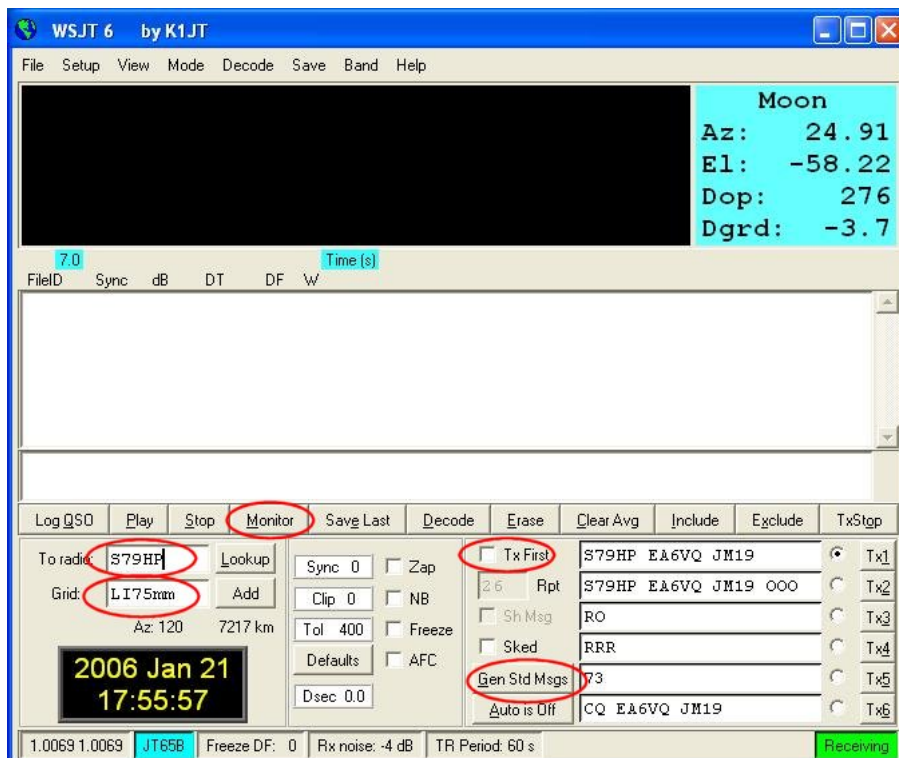 WSJT 6 by K1JT
File Setup View Mode Decode Save Band Help
Moon
Az: 24.91
El: -58.22
Dop: 276
Dgrd: -3.7
7.0 Time (s)
FileID Sync dB DT DF W
Log QSO Play Stop Monitor Save Last Decode Erase Clear Avg Include Exclude TxStop
To radio: S79HP Lookup
Grid: LI75mm Add
Az: 120 7217 km
2006 Jan 21
17:55:57
Sync 0 Zap
Clip 0 NB
Tol 400 Freeze
Defaults AFC
Dsec 0.0
Tx First S79HP EA6VQ JM19 Tx1
26 Rpt S79HP EA6VQ JM19 OOO Tx2
Sh Msg RO Tx3
Sked RRR Tx4
Gen Std Msgs 73 Tx5
Auto is Off CQ EA6VQ JM19 Tx6
1.0069 1.0069 JT65B Freeze DF: 0 Rx noise: -4 dB TR Period: 60 s Receiving